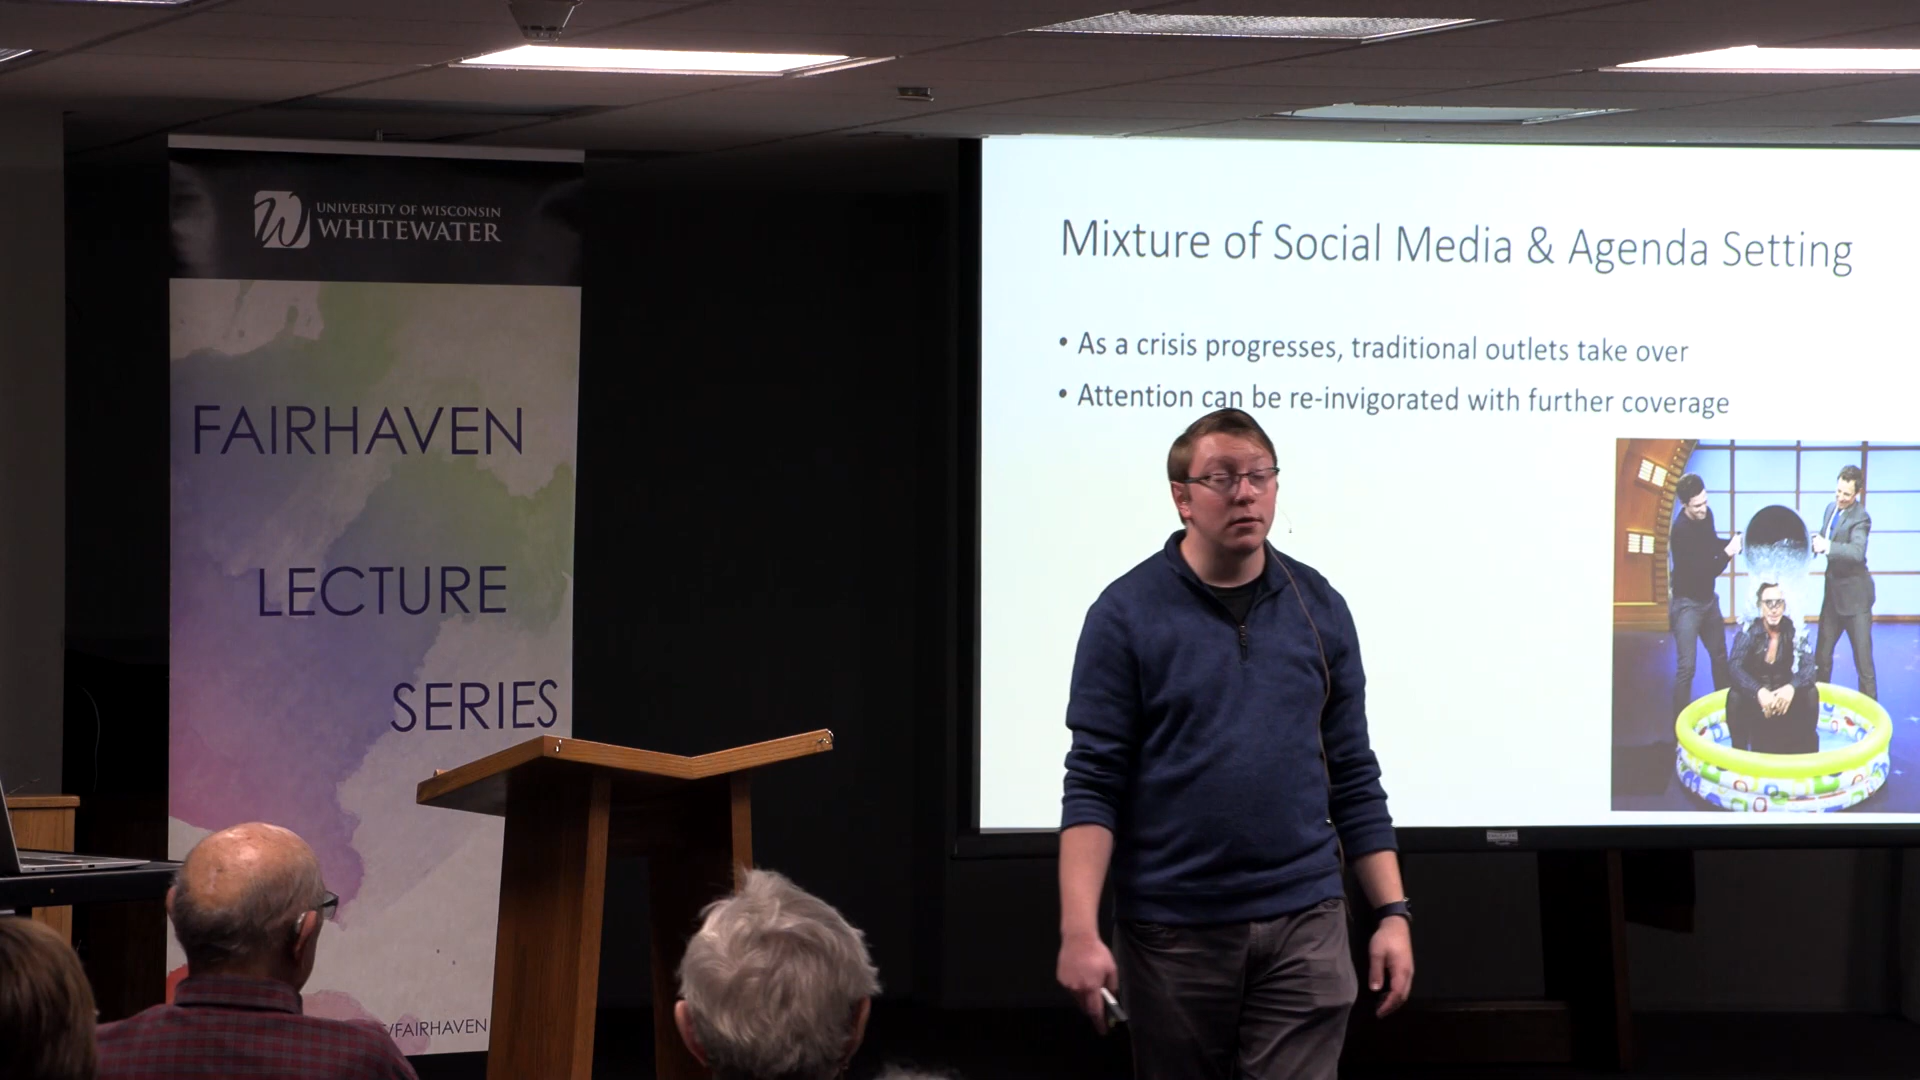 UNIVERSITY OF WISCONSIN
WHITEWATER
FAIRHAVEN
LECTURE
SERIES
/FAIRHAVEN
Mixture of Social Media & Agenda Setting
• As a crisis progresses, traditional outlets take over
• Attention can be re-invigorated with further coverage